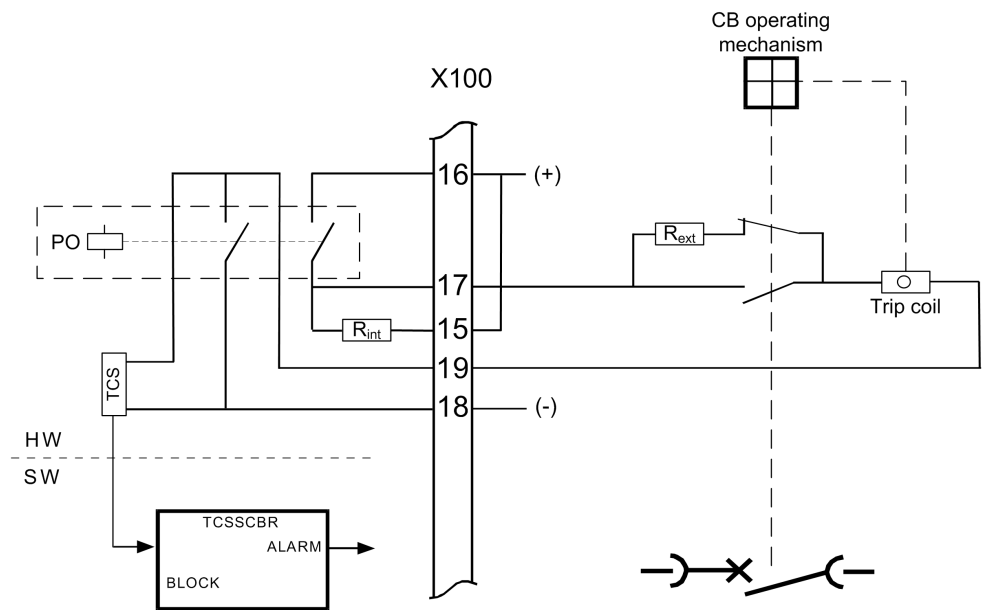 CB operating
mechanism
X100
16
(+)
PO
Rext
17
Trip coil
Rint
15
19
TCS
18
(-)
HW
SW
TCSSCBR
ALARM
BLOCK